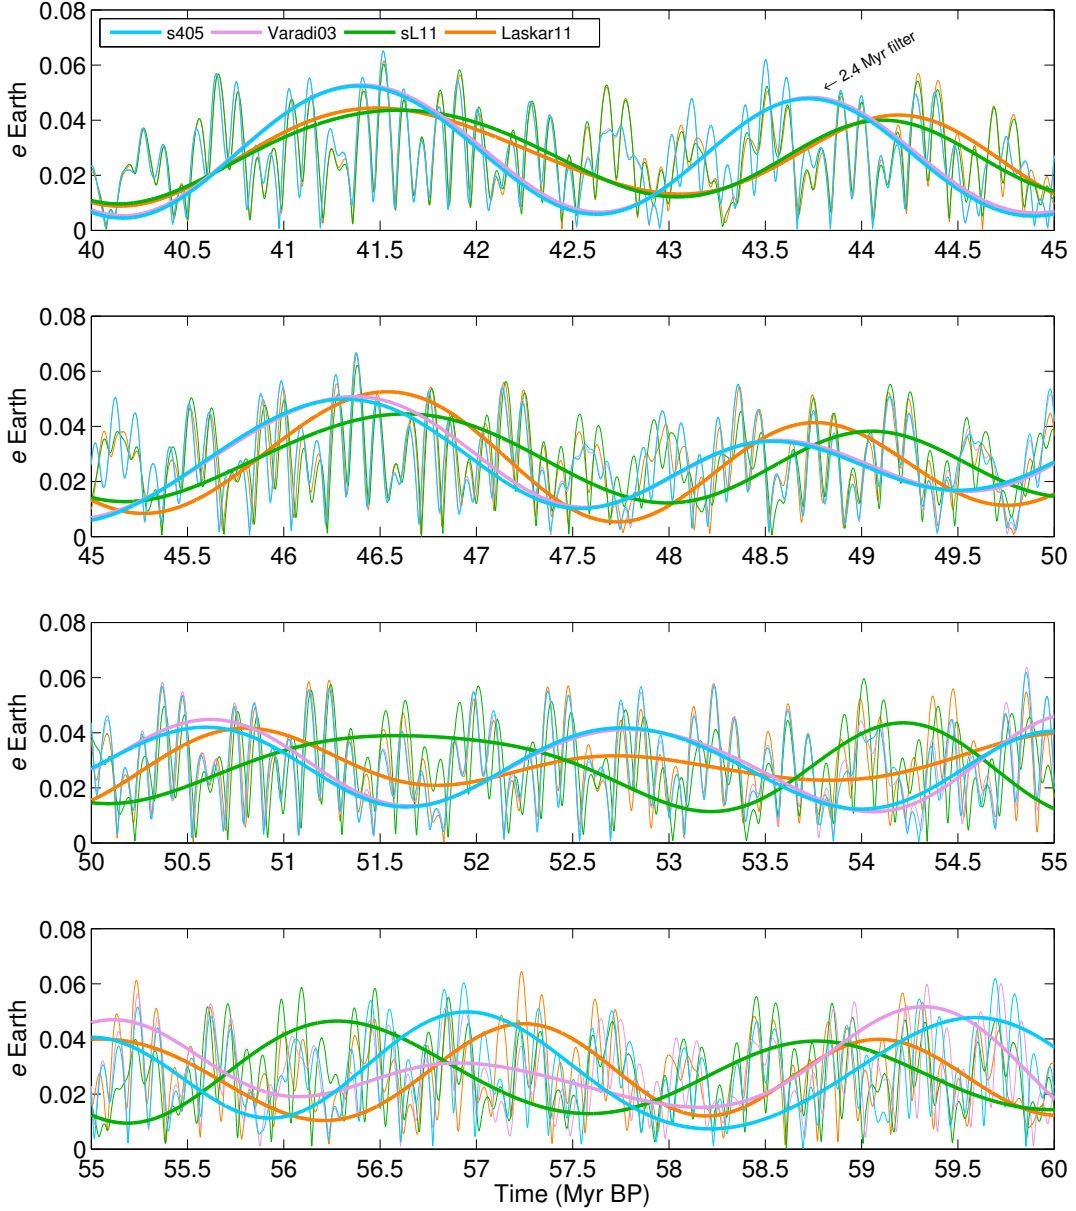 0.08
s405 Varadi03 sL11 Laskar11
← 2.4 Myr filter
0.06
0.04
0.02
0
e Earth
40 40.5 41 41.5 42 42.5 43 43.5 44 44.5 45
0.08
0.06
0.04
0.02
0
e Earth
45 45.5 46 46.5 47 47.5 48 48.5 49 49.5 50
0.08
0.06
0.04
0.02
0
e Earth
50 50.5 51 51.5 52 52.5 53 53.5 54 54.5 55
0.08
0.06
0.04
0.02
0
e Earth
55 55.5 56 56.5 57 57.5 58 58.5 59 59.5 60
Time (Myr BP)